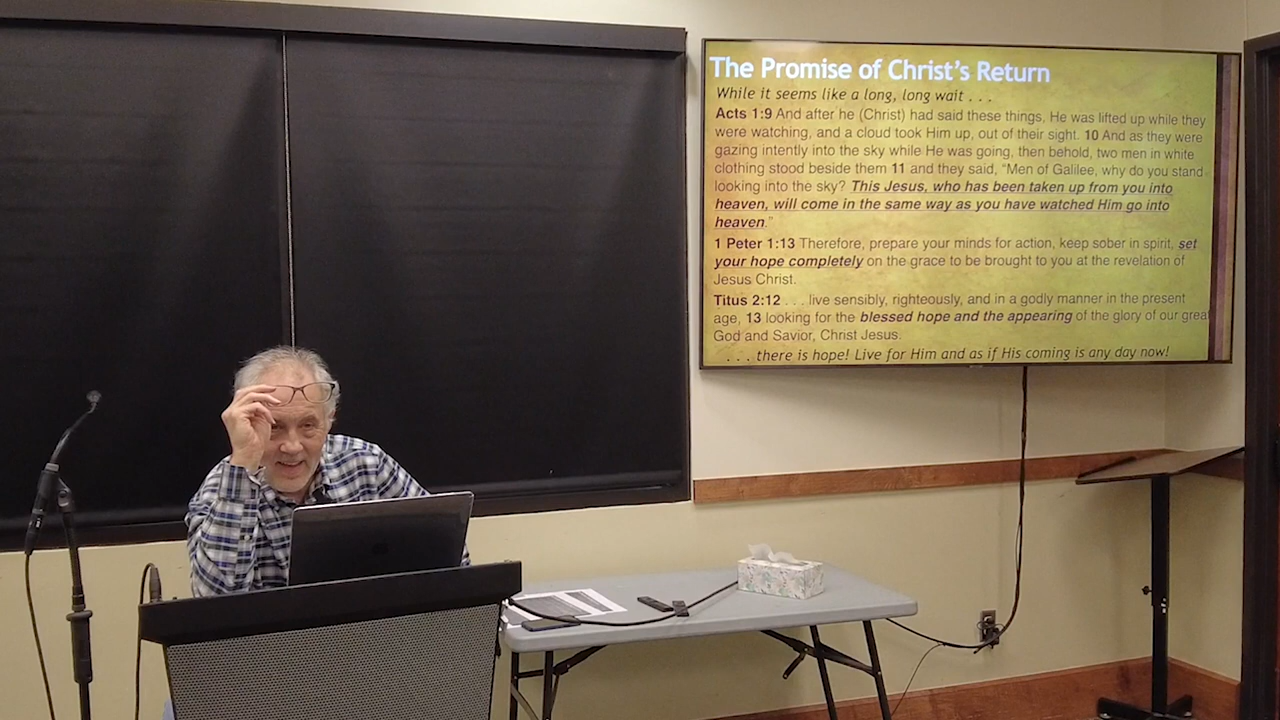 The Promise of Christ's Return
While it seems like a long, long wait . . .
Acts 1:9 And after he (Christ) had said these things, He was lifted up while they
were watching, and a cloud took Him up, out of their sight. 10 And as they were
gazing intently into the sky while He was going, then behold, two men in white
clothing stood beside them 11 and they said, “Men of Galilee, why do you stand
looking into the sky? This Jesus, who has been taken up from you into
heaven, will come in the same way as you have watched Him go into
heaven.”
1 Peter 1:13 Therefore, prepare your minds for action, keep sober in spirit, set
your hope completely on the grace to be brought to you at the revelation of
Jesus Christ.
Titus 2:12 . . . live sensibly, righteously, and in a godly manner in the present
age, 13 looking for the blessed hope and the appearing of the glory of our great
God and Savior, Christ Jesus.
. . . there is hope! Live for Him and as if His coming is any day now!